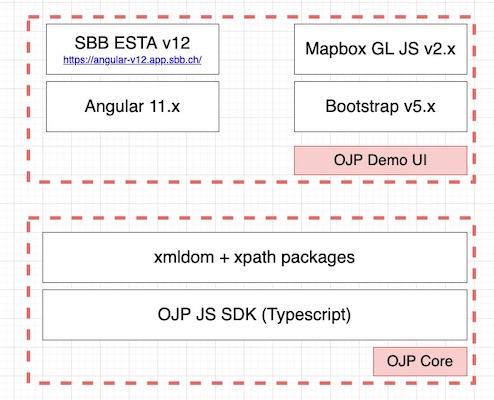 SBB ESTA v12
https://angular-v12.app.sbb.ch/
Mapbox GL JS v2.x
Angular 11.x
Bootstrap v5.x
OJP Demo UI
xmldom + xpath packages
OJP JS SDK (Typescript)
OJP Core